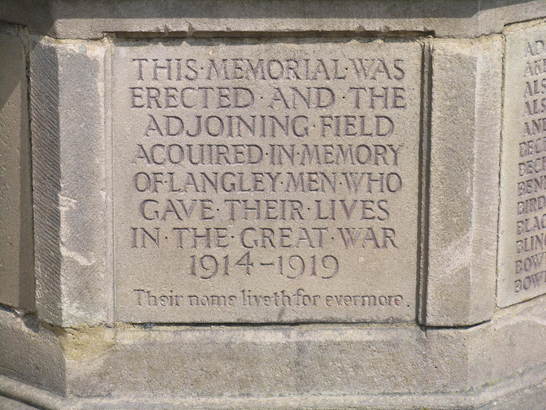 THIS·MEMORIAL·WAS
ERECTED·AND·THE
ADJOINING·FIELD
ACQUIRED·IN·MEMORY
OF·LANGLEY·MEN·WHO
GAVE·THEIR·LIVES
IN·THE·GREAT·WAR
1914-1919
Their name liveth for evermore.